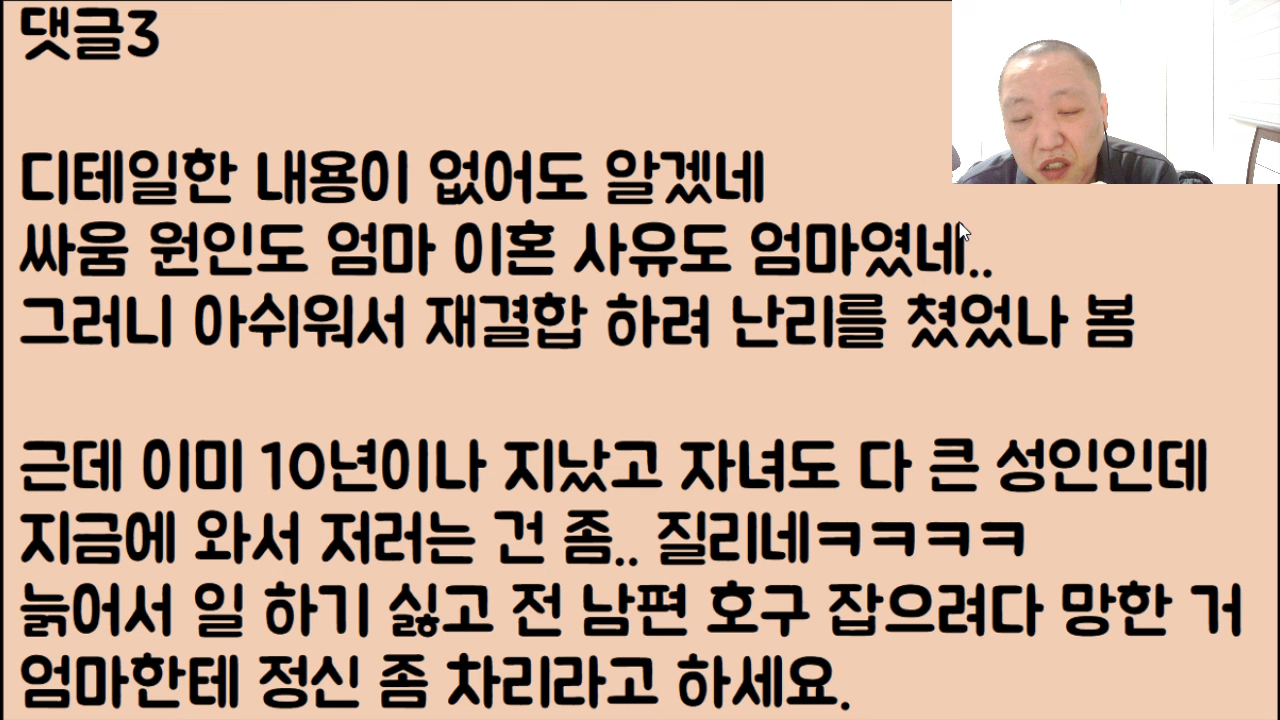 댓글3
디테일한 내용이 없어도 알겠네
싸움 원인도 엄마 이혼 사유도 엄마였네..
그러니 아쉬워서 재결합 하려 난리를 쳤었나 봄
근데 이미 10년이나 지났고 자녀도 다 큰 성인인데
지금에 와서 저러는 건 좀.. 질리네ㅋㅋㅋㅋ
늙어서 일 하기 싫고 전 남편 호구 잡으려다 망한 거
엄마한테 정신 좀 차리라고 하세요.